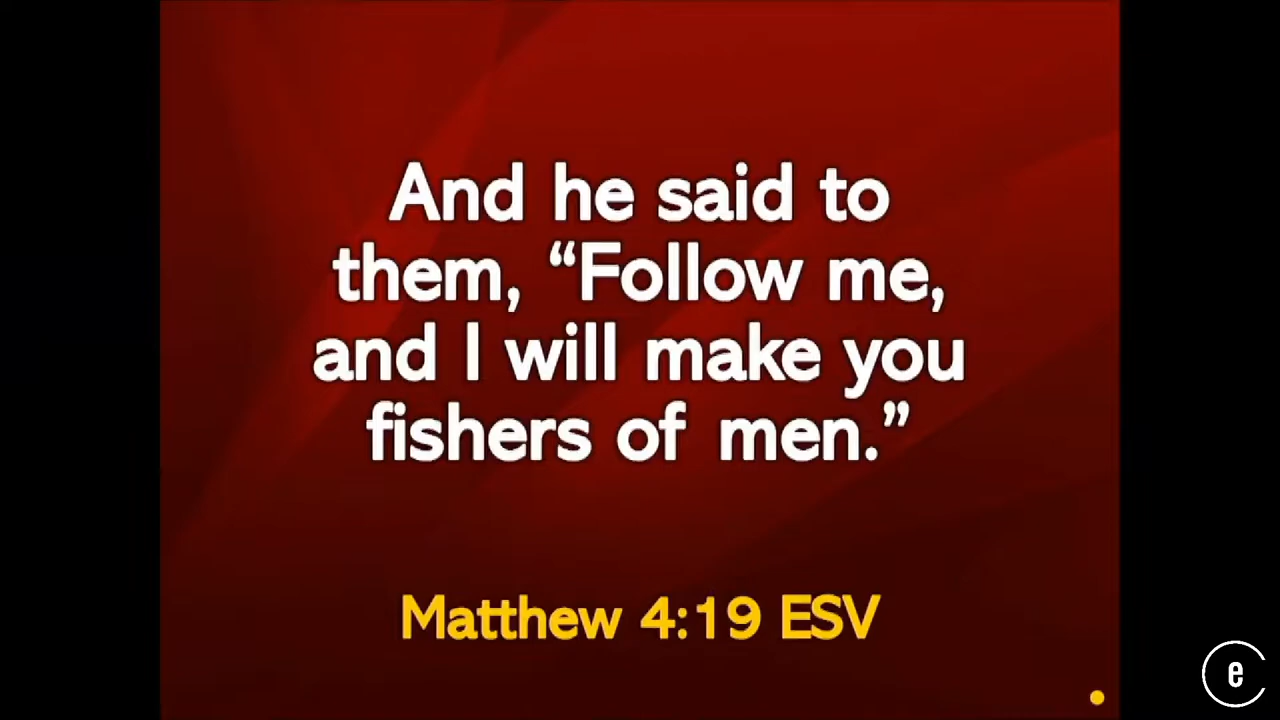 And he said to
them, “Follow me,
and I will make you
fishers of men.”
Matthew 4:19 ESV
e